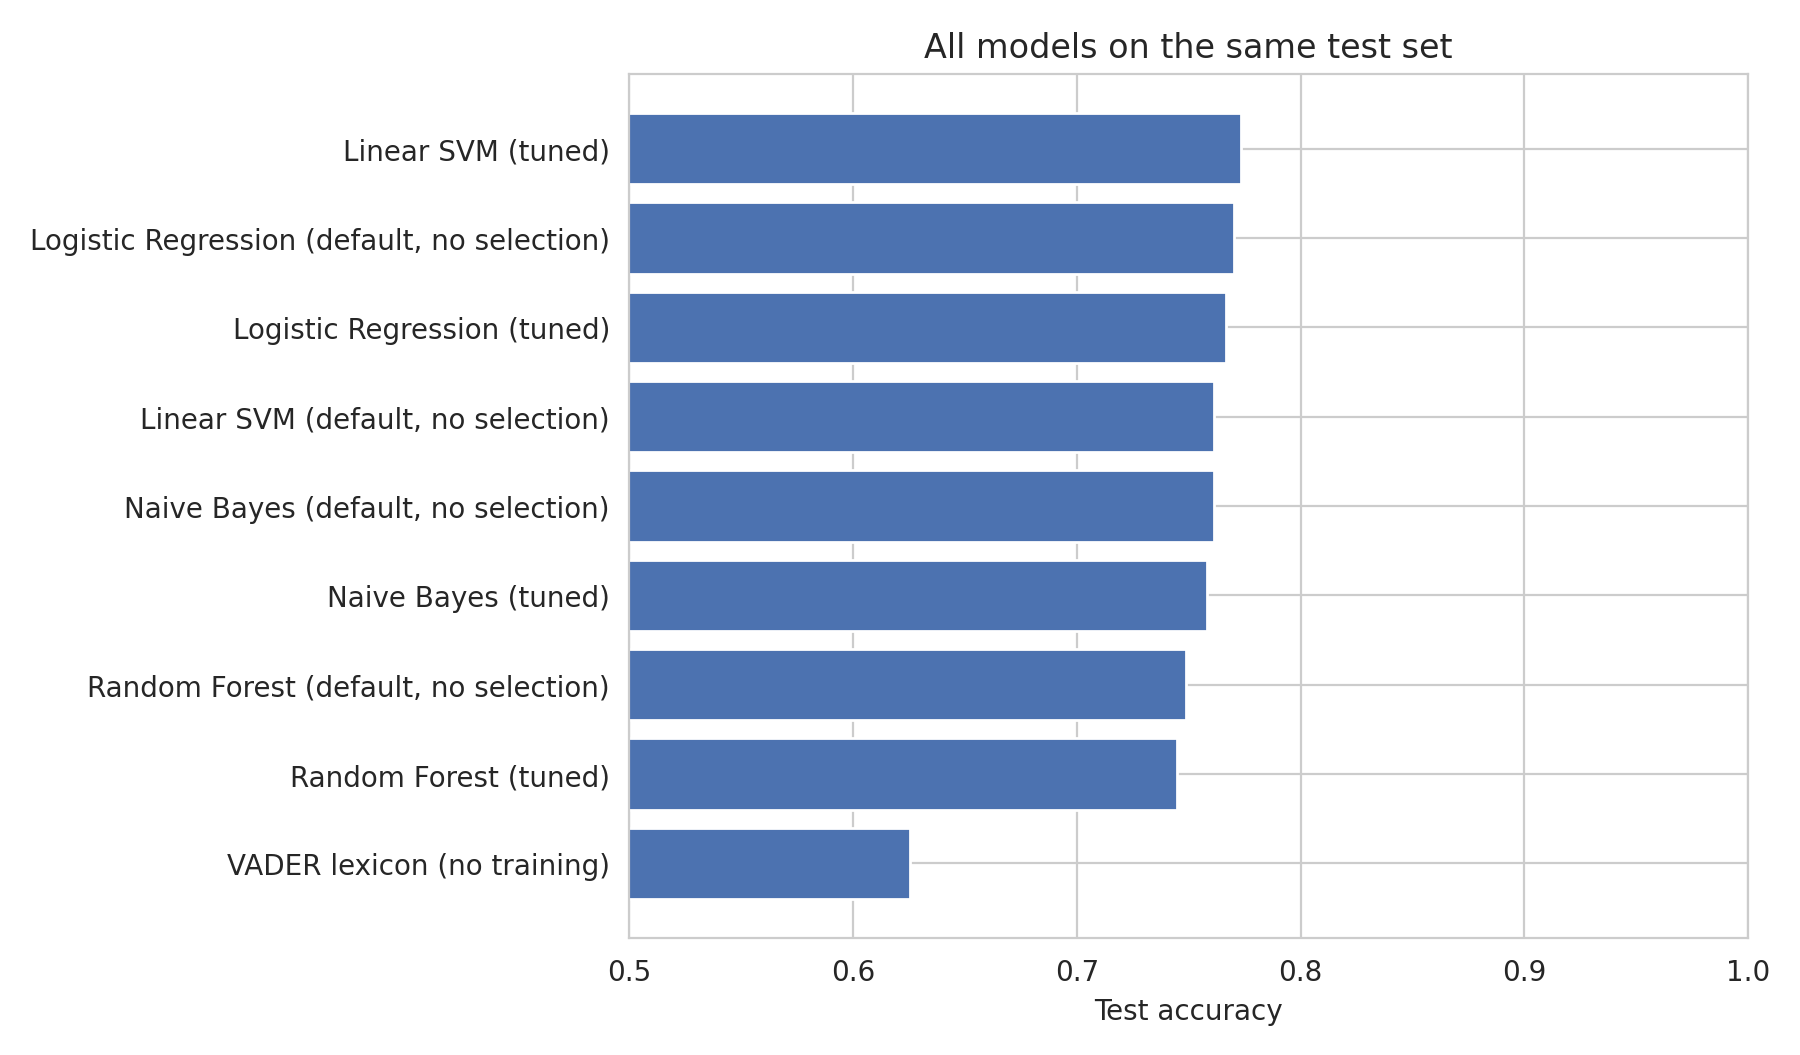 All models on the same test set
Linear SVM (tuned)
Logistic Regression (default, no selection)
Logistic Regression (tuned)
Linear SVM (default, no selection)
Naive Bayes (default, no selection)
Naive Bayes (tuned)
Random Forest (default, no selection)
Random Forest (tuned)
VADER lexicon (no training)
0.5 0.6 0.7 0.8 0.9 1.0
Test accuracy